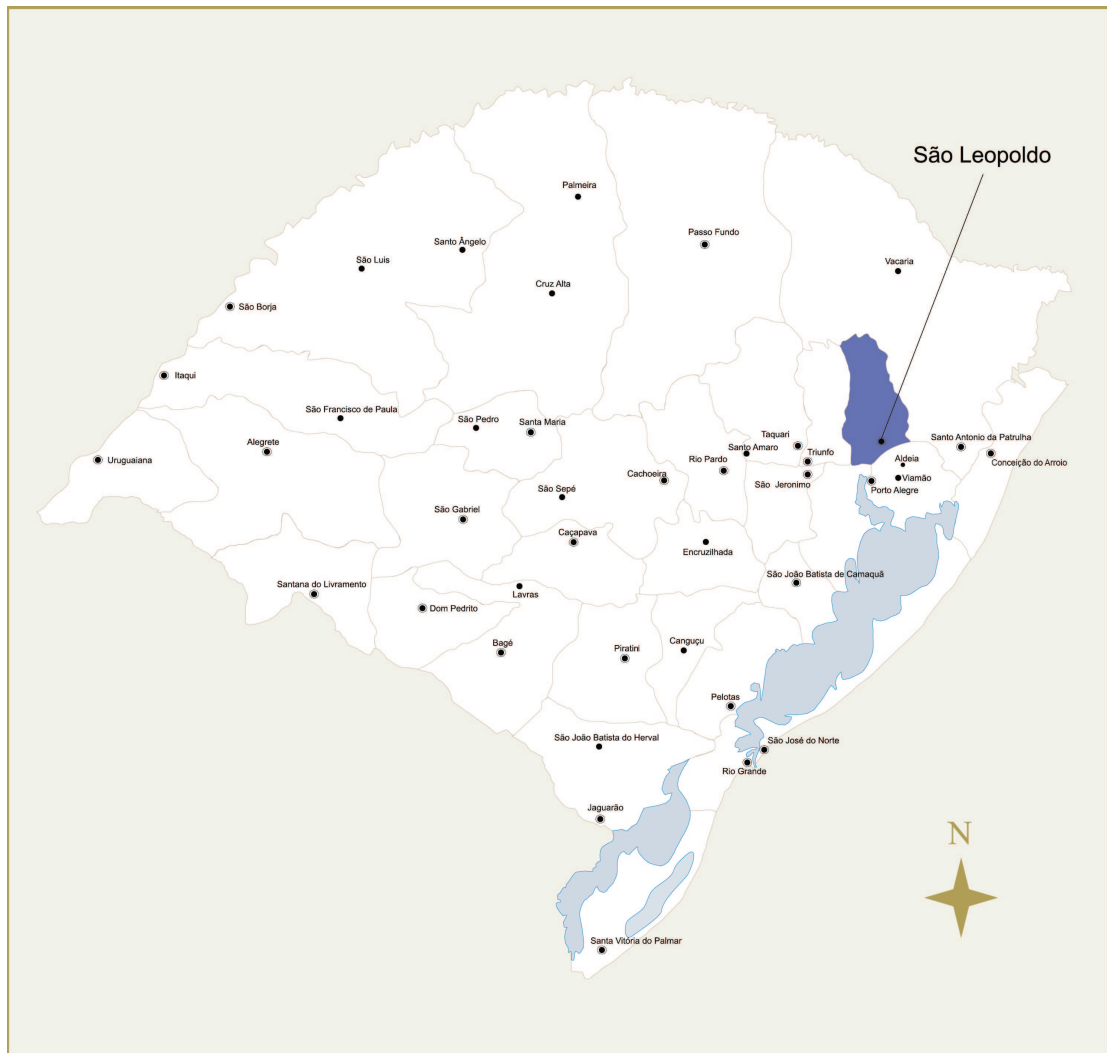 São Leopoldo
Palmeira
Passo Fundo
Santo Ângelo
São Luis
Vacaria
Cruz Alta
São Borja
Itaqui
São Francisco de Paula
São Pedro
Santa Maria
Alegrete
Uruguaiana
Taquari
Santo Amaro
Triunfo
Santo Antonio da Patrulha
Conceição do Arroio
Aldeia
Rio Pardo
Cachoeira
São Jeronimo
Viamão
Porto Alegre
São Sepé
São Gabriel
Caçapava
Encruzilhada
São João Batista de Camaquã
Santana do Livramento
Lavras
Dom Pedrito
Bagé
Piratini
Canguçu
Pelotas
São João Batista do Herval
São José do Norte
Rio Grande
Jaguarão
N
Santa Vitória do Palmar